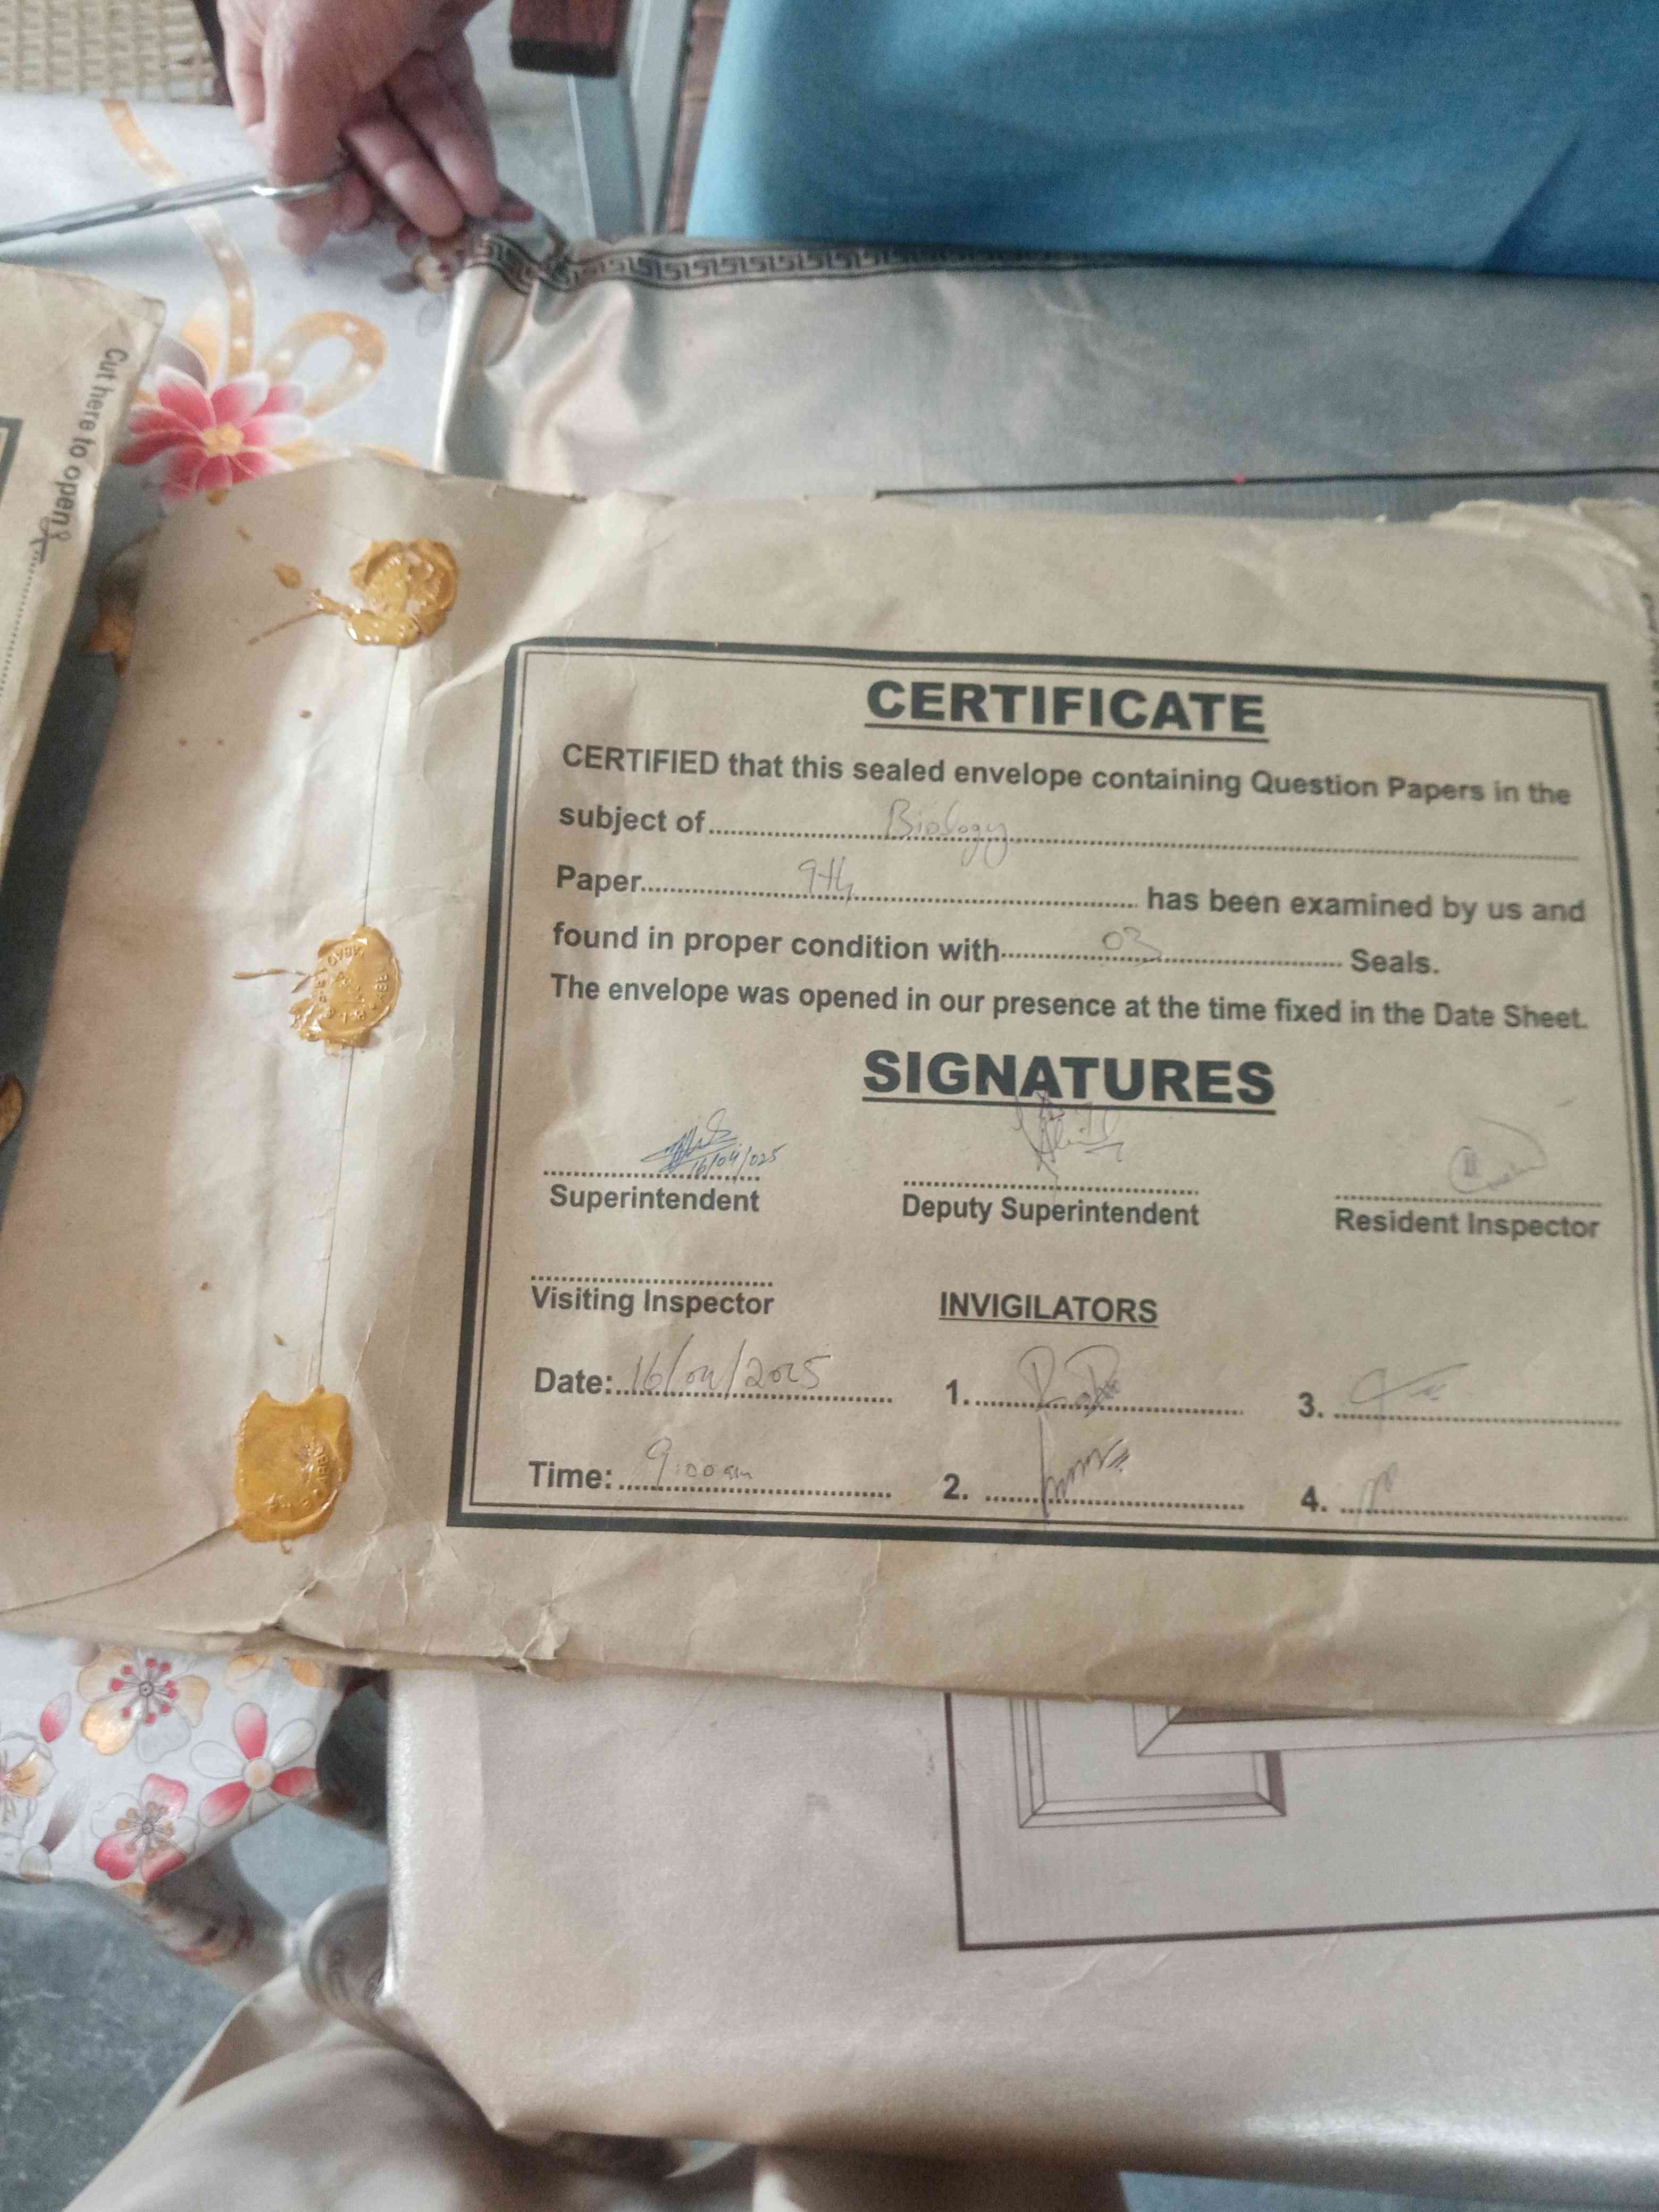 Cut here to open
CERTIFICATE
CERTIFIED that this sealed envelope containing Question Papers in the
subject of Biology
Paper 9th has been examined by us and
found in proper condition with 03 Seals.
The envelope was opened in our presence at the time fixed in the Date Sheet.
SIGNATURES
16/04/025
Superintendent
Deputy Superintendent
Resident Inspector
Visiting Inspector
INVIGILATORS
Date: 16/04/2025
1.
3.
Time: 9:00 am
2.
4.